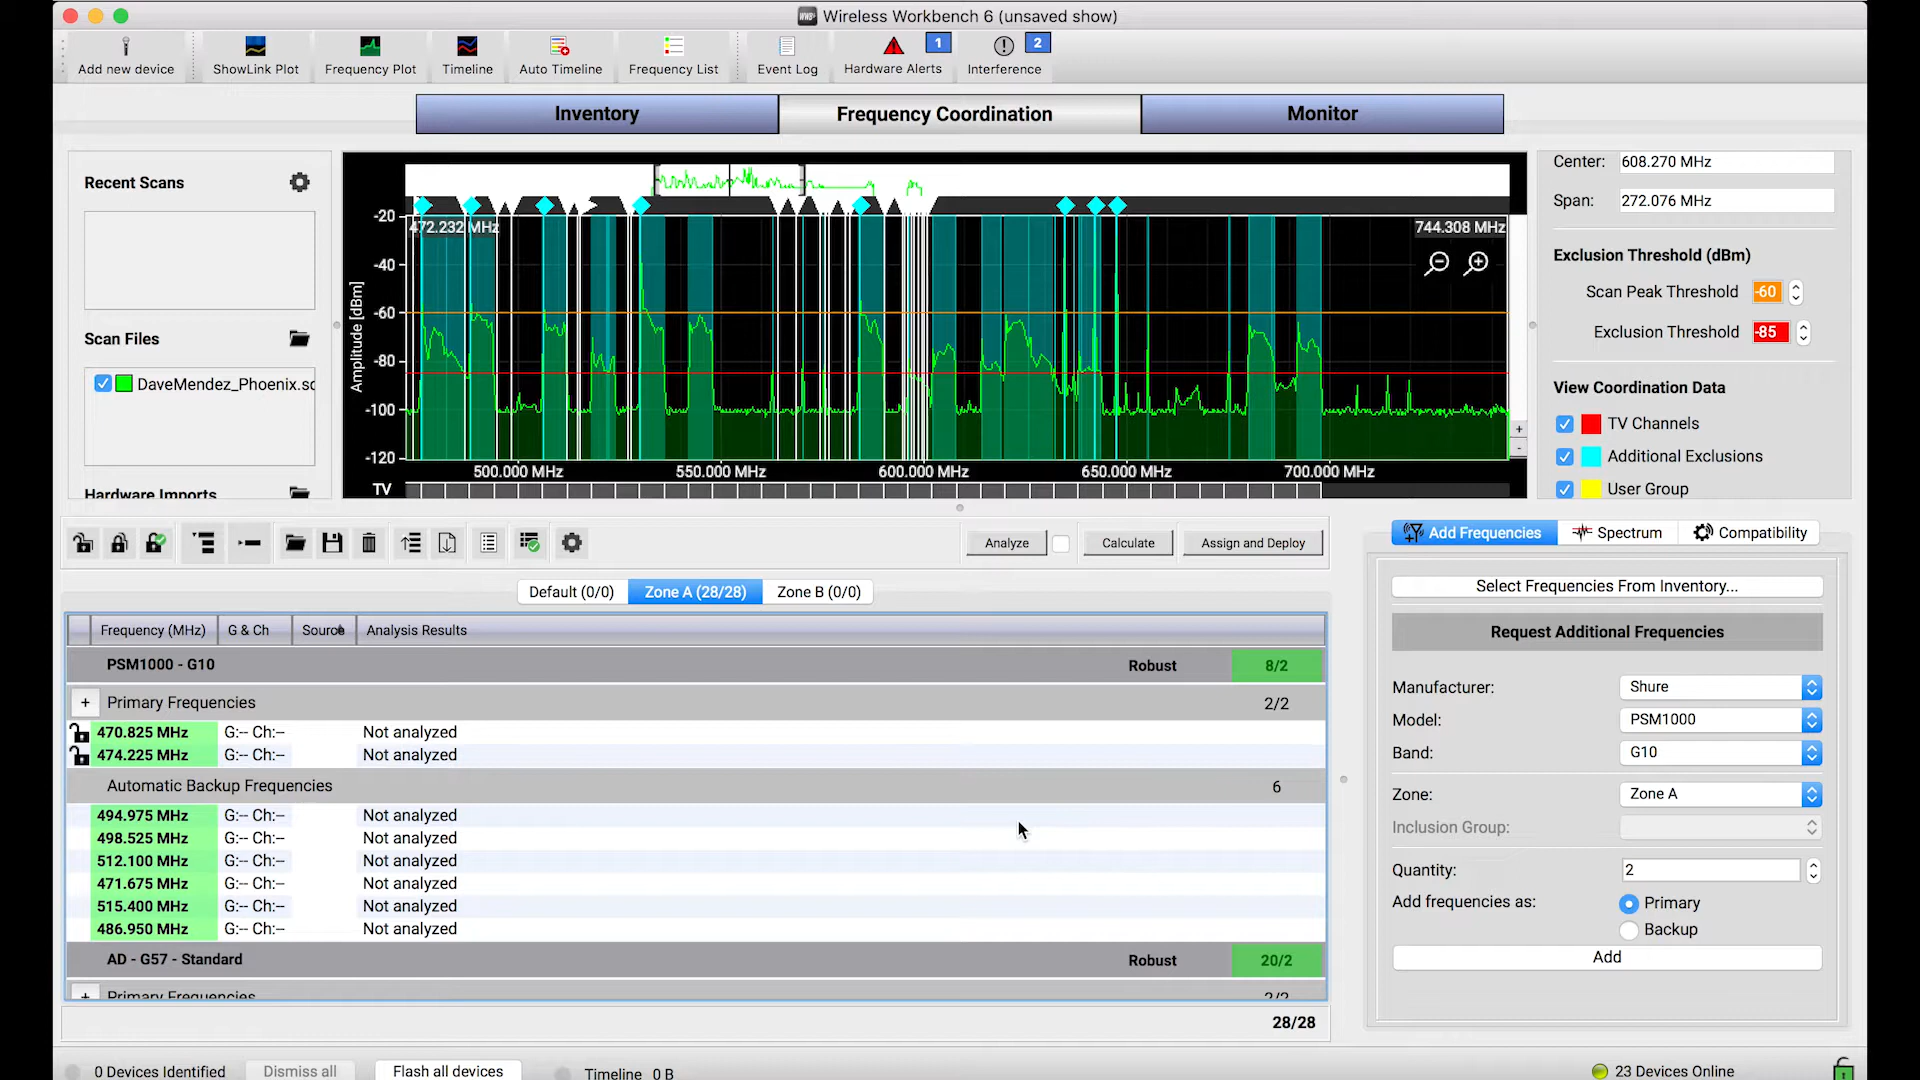 Wireless Workbench 6 (unsaved show)
Add new device
ShowLink Plot
Frequency Plot
Timeline
Auto Timeline
Frequency List
Event Log
Hardware Alerts
1
Interference
2
Inventory
Frequency Coordination
Monitor
Recent Scans
Scan Files
DaveMendez_Phoenix.sc
Hardware Imports
Amplitude [dBm]
-20
-40
-60
-80
-100
-120
472.232 MHz
744.308 MHz
500.000 MHz
550.000 MHz
600.000 MHz
650.000 MHz
700.000 MHz
TV
+
-
Center: 608.270 MHz
Span: 272.076 MHz
Exclusion Threshold (dBm)
Scan Peak Threshold -60
Exclusion Threshold -85
View Coordination Data
TV Channels
Additional Exclusions
User Group
Analyze
Calculate
Assign and Deploy
Default (0/0)
Zone A (28/28)
Zone B (0/0)
Frequency (MHz) G & Ch Source Analysis Results
PSM1000 - G10 Robust 8/2
+ Primary Frequencies 2/2
470.825 MHz G:-- Ch:-- Not analyzed
474.225 MHz G:-- Ch:-- Not analyzed
Automatic Backup Frequencies 6
494.975 MHz G:-- Ch:-- Not analyzed
498.525 MHz G:-- Ch:-- Not analyzed
512.100 MHz G:-- Ch:-- Not analyzed
471.675 MHz G:-- Ch:-- Not analyzed
515.400 MHz G:-- Ch:-- Not analyzed
486.950 MHz G:-- Ch:-- Not analyzed
AD - G57 - Standard Robust 20/2
+ Primary Frequencies 2/2
28/28
Add Frequencies
Spectrum
Compatibility
Select Frequencies From Inventory...
Request Additional Frequencies
Manufacturer: Shure
Model: PSM1000
Band: G10
Zone: Zone A
Inclusion Group:
Quantity: 2
Add frequencies as: Primary
Backup
Add
0 Devices Identified
Dismiss all
Flash all devices
Timeline 0 B
23 Devices Online